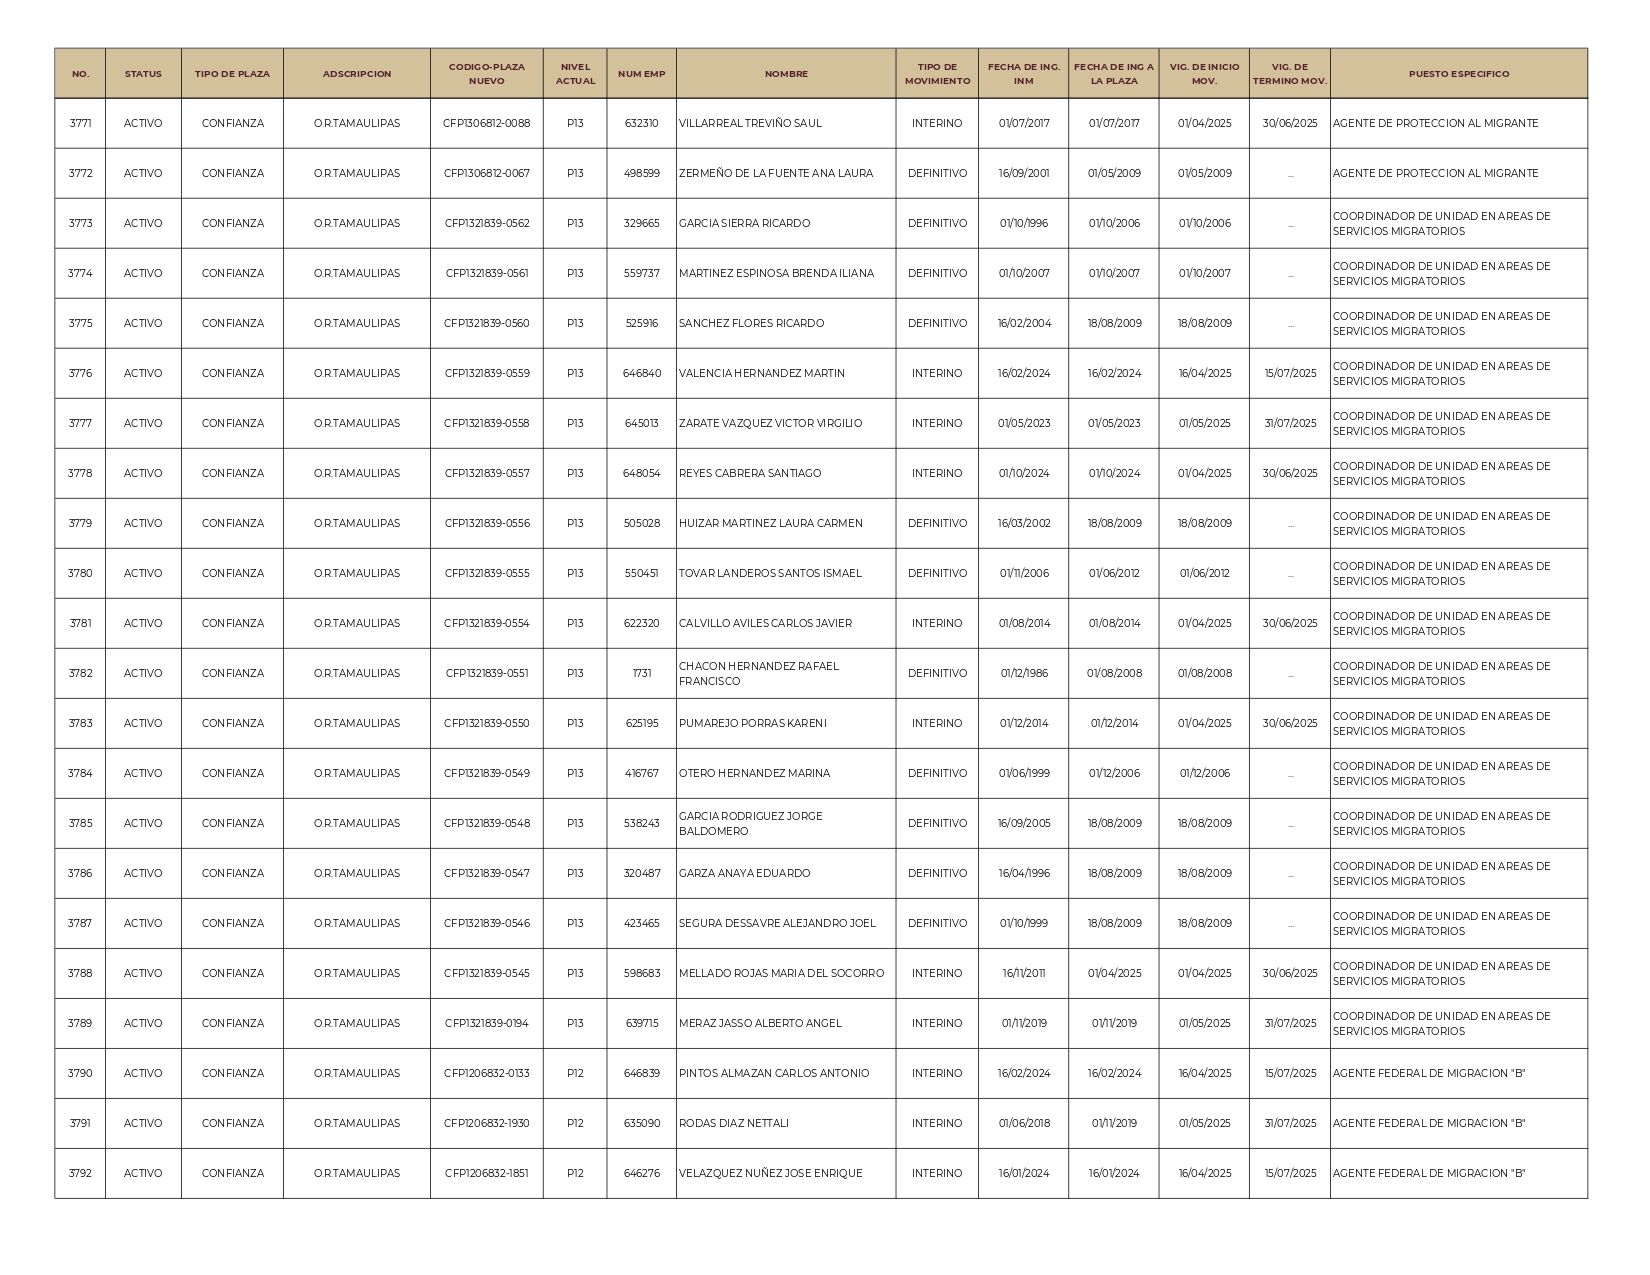 NO. STATUS TIPO DE PLAZA ADSCRIPCION CODIGO-PLAZA NUEVO NIVEL ACTUAL NUM EMP NOMBRE TIPO DE MOVIMIENTO FECHA DE ING. INM FECHA DE ING A LA PLAZA VIG. DE INICIO MOV. VIG. DE TERMINO MOV. PUESTO ESPECIFICO
3771 ACTIVO CONFIANZA O.R.TAMAULIPAS CFP1306812-0088 P13 632310 VILLARREAL TREVIÑO SAUL INTERINO 01/07/2017 01/07/2017 01/04/2025 30/06/2025 AGENTE DE PROTECCION AL MIGRANTE
3772 ACTIVO CONFIANZA O.R.TAMAULIPAS CFP1306812-0067 P13 498599 ZERMEÑO DE LA FUENTE ANA LAURA DEFINITIVO 16/09/2001 01/05/2009 01/05/2009 ... AGENTE DE PROTECCION AL MIGRANTE
3773 ACTIVO CONFIANZA O.R.TAMAULIPAS CFP1321839-0562 P13 329665 GARCIA SIERRA RICARDO DEFINITIVO 01/10/1996 01/10/2006 01/10/2006 ... COORDINADOR DE UNIDAD EN AREAS DE SERVICIOS MIGRATORIOS
3774 ACTIVO CONFIANZA O.R.TAMAULIPAS CFP1321839-0561 P13 559737 MARTINEZ ESPINOSA BRENDA ILIANA DEFINITIVO 01/10/2007 01/10/2007 01/10/2007 ... COORDINADOR DE UNIDAD EN AREAS DE SERVICIOS MIGRATORIOS
3775 ACTIVO CONFIANZA O.R.TAMAULIPAS CFP1321839-0560 P13 525916 SANCHEZ FLORES RICARDO DEFINITIVO 16/02/2004 18/08/2009 18/08/2009 ... COORDINADOR DE UNIDAD EN AREAS DE SERVICIOS MIGRATORIOS
3776 ACTIVO CONFIANZA O.R.TAMAULIPAS CFP1321839-0559 P13 646840 VALENCIA HERNANDEZ MARTIN INTERINO 16/02/2024 16/02/2024 16/04/2025 15/07/2025 COORDINADOR DE UNIDAD EN AREAS DE SERVICIOS MIGRATORIOS
3777 ACTIVO CONFIANZA O.R.TAMAULIPAS CFP1321839-0558 P13 645013 ZARATE VAZQUEZ VICTOR VIRGILIO INTERINO 01/05/2023 01/05/2023 01/05/2025 31/07/2025 COORDINADOR DE UNIDAD EN AREAS DE SERVICIOS MIGRATORIOS
3778 ACTIVO CONFIANZA O.R.TAMAULIPAS CFP1321839-0557 P13 648054 REYES CABRERA SANTIAGO INTERINO 01/10/2024 01/10/2024 01/04/2025 30/06/2025 COORDINADOR DE UNIDAD EN AREAS DE SERVICIOS MIGRATORIOS
3779 ACTIVO CONFIANZA O.R.TAMAULIPAS CFP1321839-0556 P13 505028 HUIZAR MARTINEZ LAURA CARMEN DEFINITIVO 16/03/2002 18/08/2009 18/08/2009 ... COORDINADOR DE UNIDAD EN AREAS DE SERVICIOS MIGRATORIOS
3780 ACTIVO CONFIANZA O.R.TAMAULIPAS CFP1321839-0555 P13 550451 TOVAR LANDEROS SANTOS ISMAEL DEFINITIVO 01/11/2006 01/06/2012 01/06/2012 ... COORDINADOR DE UNIDAD EN AREAS DE SERVICIOS MIGRATORIOS
3781 ACTIVO CONFIANZA O.R.TAMAULIPAS CFP1321839-0554 P13 622320 CALVILLO AVILES CARLOS JAVIER INTERINO 01/08/2014 01/08/2014 01/04/2025 30/06/2025 COORDINADOR DE UNIDAD EN AREAS DE SERVICIOS MIGRATORIOS
3782 ACTIVO CONFIANZA O.R.TAMAULIPAS CFP1321839-0551 P13 1731 CHACON HERNANDEZ RAFAEL FRANCISCO DEFINITIVO 01/12/1986 01/08/2008 01/08/2008 ... COORDINADOR DE UNIDAD EN AREAS DE SERVICIOS MIGRATORIOS
3783 ACTIVO CONFIANZA O.R.TAMAULIPAS CFP1321839-0550 P13 625195 PUMAREJO PORRAS KARENI INTERINO 01/12/2014 01/12/2014 01/04/2025 30/06/2025 COORDINADOR DE UNIDAD EN AREAS DE SERVICIOS MIGRATORIOS
3784 ACTIVO CONFIANZA O.R.TAMAULIPAS CFP1321839-0549 P13 416767 OTERO HERNANDEZ MARINA DEFINITIVO 01/06/1999 01/12/2006 01/12/2006 ... COORDINADOR DE UNIDAD EN AREAS DE SERVICIOS MIGRATORIOS
3785 ACTIVO CONFIANZA O.R.TAMAULIPAS CFP1321839-0548 P13 538243 GARCIA RODRIGUEZ JORGE BALDOMERO DEFINITIVO 16/09/2005 18/08/2009 18/08/2009 ... COORDINADOR DE UNIDAD EN AREAS DE SERVICIOS MIGRATORIOS
3786 ACTIVO CONFIANZA O.R.TAMAULIPAS CFP1321839-0547 P13 320487 GARZA ANAYA EDUARDO DEFINITIVO 16/04/1996 18/08/2009 18/08/2009 ... COORDINADOR DE UNIDAD EN AREAS DE SERVICIOS MIGRATORIOS
3787 ACTIVO CONFIANZA O.R.TAMAULIPAS CFP1321839-0546 P13 423465 SEGURA DESSAVRE ALEJANDRO JOEL DEFINITIVO 01/10/1999 18/08/2009 18/08/2009 ... COORDINADOR DE UNIDAD EN AREAS DE SERVICIOS MIGRATORIOS
3788 ACTIVO CONFIANZA O.R.TAMAULIPAS CFP1321839-0545 P13 598683 MELLADO ROJAS MARIA DEL SOCORRO INTERINO 16/11/2011 01/04/2025 01/04/2025 30/06/2025 COORDINADOR DE UNIDAD EN AREAS DE SERVICIOS MIGRATORIOS
3789 ACTIVO CONFIANZA O.R.TAMAULIPAS CFP1321839-0194 P13 639715 MERAZ JASSO ALBERTO ANGEL INTERINO 01/11/2019 01/11/2019 01/05/2025 31/07/2025 COORDINADOR DE UNIDAD EN AREAS DE SERVICIOS MIGRATORIOS
3790 ACTIVO CONFIANZA O.R.TAMAULIPAS CFP1206832-0133 P12 646839 PINTOS ALMAZAN CARLOS ANTONIO INTERINO 16/02/2024 16/02/2024 16/04/2025 15/07/2025 AGENTE FEDERAL DE MIGRACION "B"
3791 ACTIVO CONFIANZA O.R.TAMAULIPAS CFP1206832-1930 P12 635090 RODAS DIAZ NETTALI INTERINO 01/06/2018 01/11/2019 01/05/2025 31/07/2025 AGENTE FEDERAL DE MIGRACION "B"
3792 ACTIVO CONFIANZA O.R.TAMAULIPAS CFP1206832-1851 P12 646276 VELAZQUEZ NUÑEZ JOSE ENRIQUE INTERINO 16/01/2024 16/01/2024 16/04/2025 15/07/2025 AGENTE FEDERAL DE MIGRACION "B"